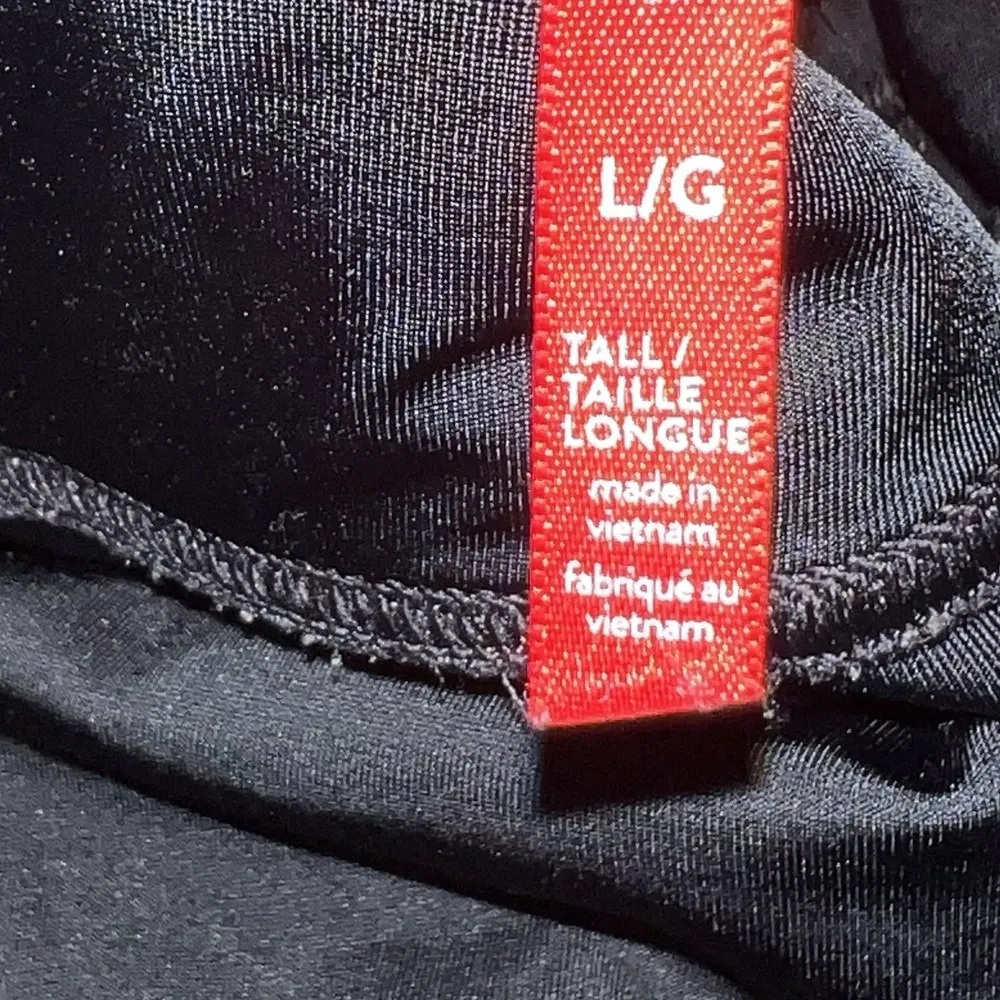 L/G
TALL /
TAILLE
LONGUE
made in
vietnam
fabriqué au
vietnam